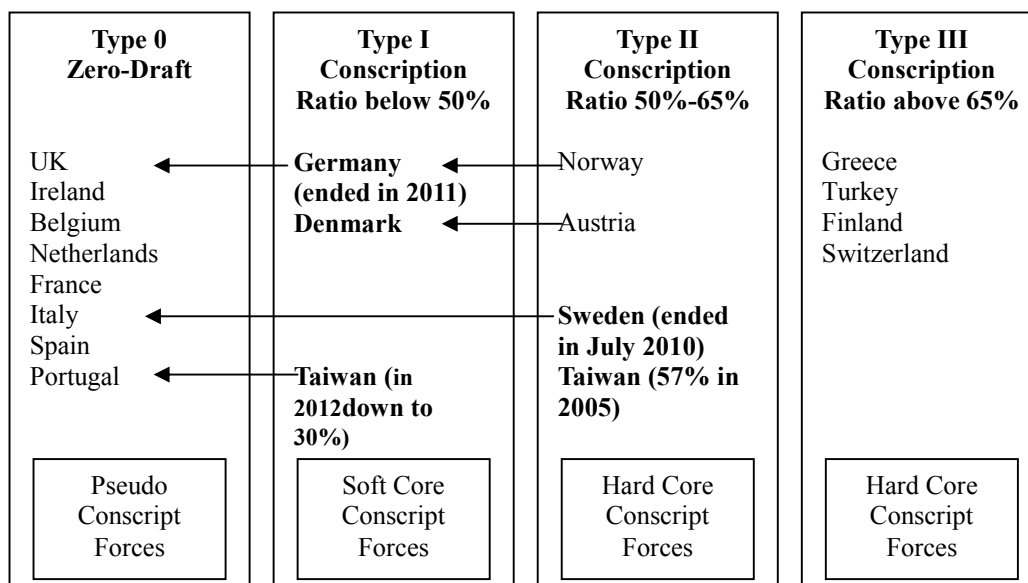 Type 0
Zero-Draft
UK
Ireland
Belgium
Netherlands
France
Italy
Spain
Portugal
Pseudo
Conscript
Forces
Type I
Conscription
Ratio below 50%
Germany
(ended in 2011)
Denmark
Taiwan (in
2012down to
30%)
Soft Core
Conscript
Forces
Type II
Conscription
Ratio 50%-65%
Norway
Austria
Sweden (ended
in July 2010)
Taiwan (57% in
2005)
Hard Core
Conscript
Forces
Type III
Conscription
Ratio above 65%
Greece
Turkey
Finland
Switzerland
Hard Core
Conscript
Forces